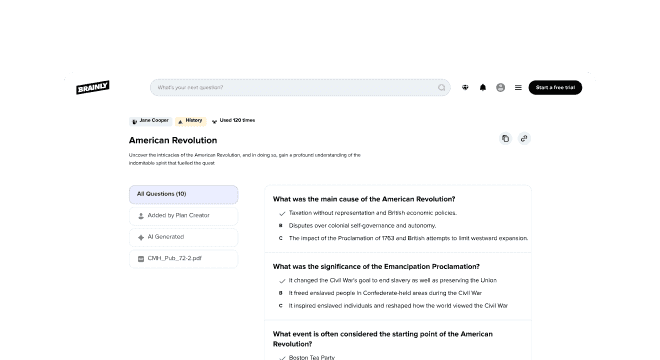 BRAINLY
What's your next question?
Start a free trial
Jane Cooper
History
Used 120 times
American Revolution
Uncover the intricacies of the American Revolution, and in doing so, gain a profound understanding of the
indomitable spirit that fuelled the quest
All Questions (10)
Added by Plan Creator
AI Generated
CMH_Pub_72-2.pdf
What was the main cause of the American Revolution?
Taxation without representation and British economic policies.
B Disputes over colonial self-governance and autonomy.
C The impact of the Proclamation of 1763 and British attempts to limit westward expansion.
What was the significance of the Emancipation Proclamation?
It changed the Civil War's goal to end slavery as well as preserving the Union
B It freed enslaved people in Confederate-held areas during the Civil War
C It inspired enslaved individuals and reshaped how the world viewed the Civil War
What event is often considered the starting point of the American
Revolution?
Boston Tea Party